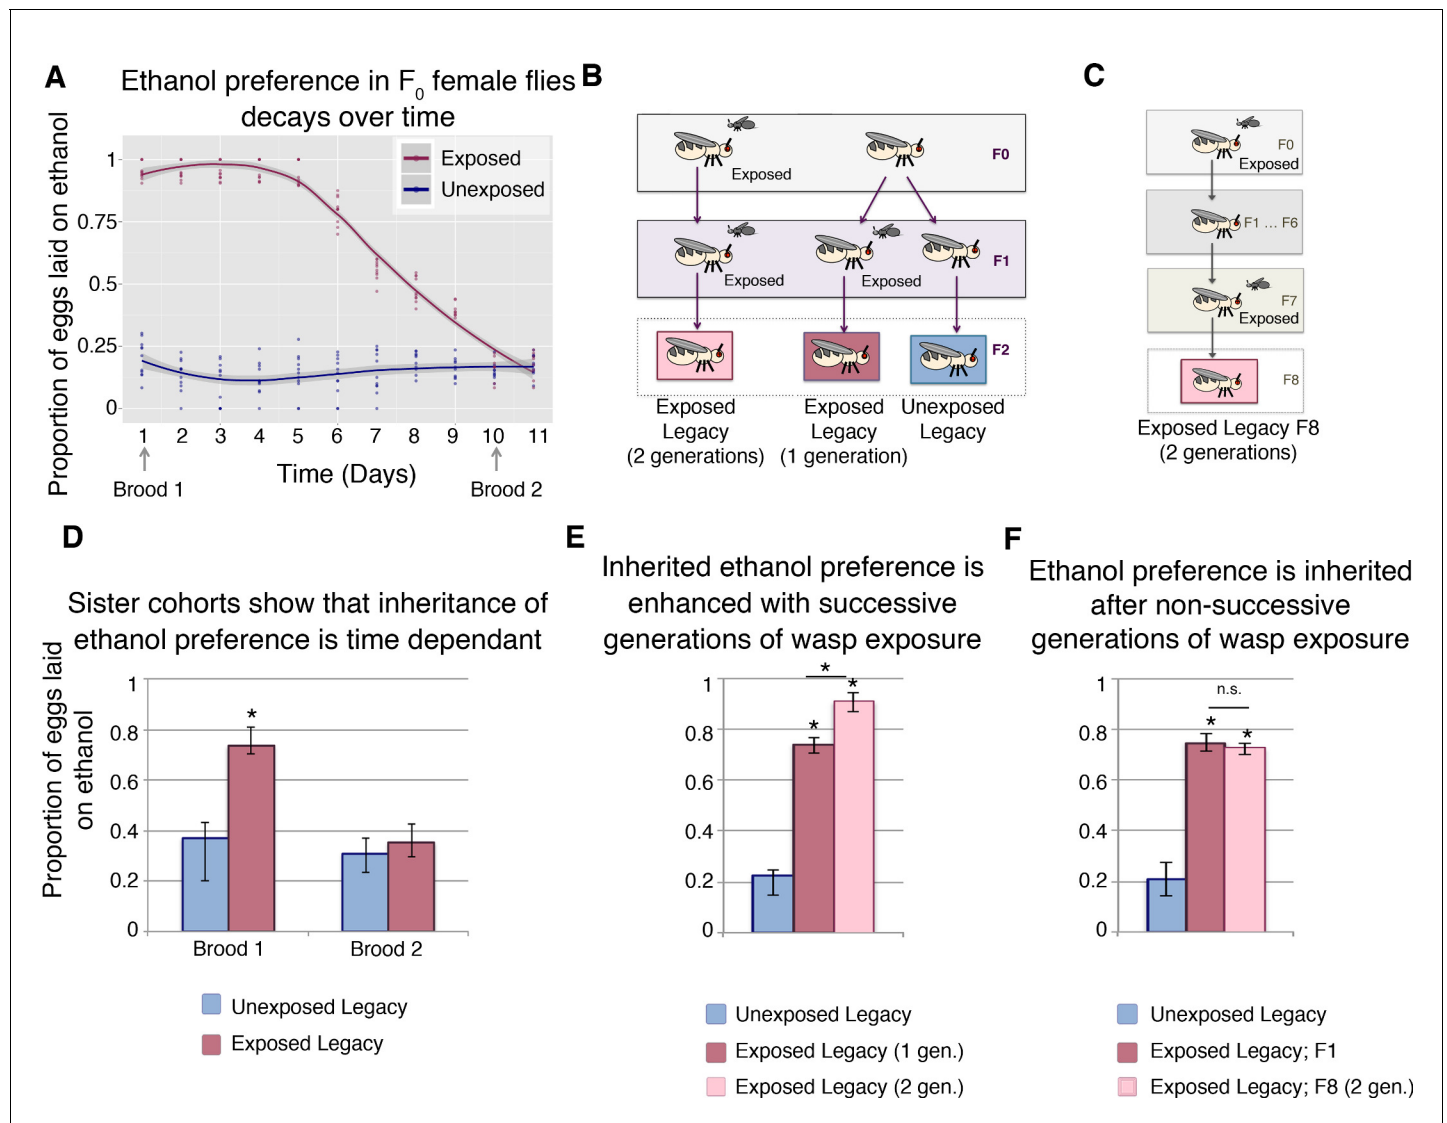 A
Ethanol preference in F0 female flies
decays over time
Proportion of eggs laid on ethanol
1
0.75
0.5
0.25
0
Exposed
Unexposed
1 2 3 4 5 6 7 8 9 10 11
Time (Days)
Brood 1
Brood 2
B
F0
Exposed
F1
Exposed
Exposed
F2
Exposed
Legacy
(2 generations)
Exposed
Legacy
(1 generation)
Unexposed
Legacy
C
F0
Exposed
F1 ... F6
F7
Exposed
F8
Exposed Legacy F8
(2 generations)
D
Sister cohorts show that inheritance of
ethanol preference is time dependant
Proportion of eggs laid
on ethanol
1
0.8
0.6
0.4
0.2
0
*
Brood 1
Brood 2
Unexposed Legacy
Exposed Legacy
E
Inherited ethanol preference is
enhanced with successive
generations of wasp exposure
1
0.8
0.6
0.4
0.2
0
*
*
*
Unexposed Legacy
Exposed Legacy (1 gen.)
Exposed Legacy (2 gen.)
F
Ethanol preference is inherited
after non-successive
generations of wasp exposure
1
0.8
0.6
0.4
0.2
0
n.s.
*
*
Unexposed Legacy
Exposed Legacy; F1
Exposed Legacy; F8 (2 gen.)